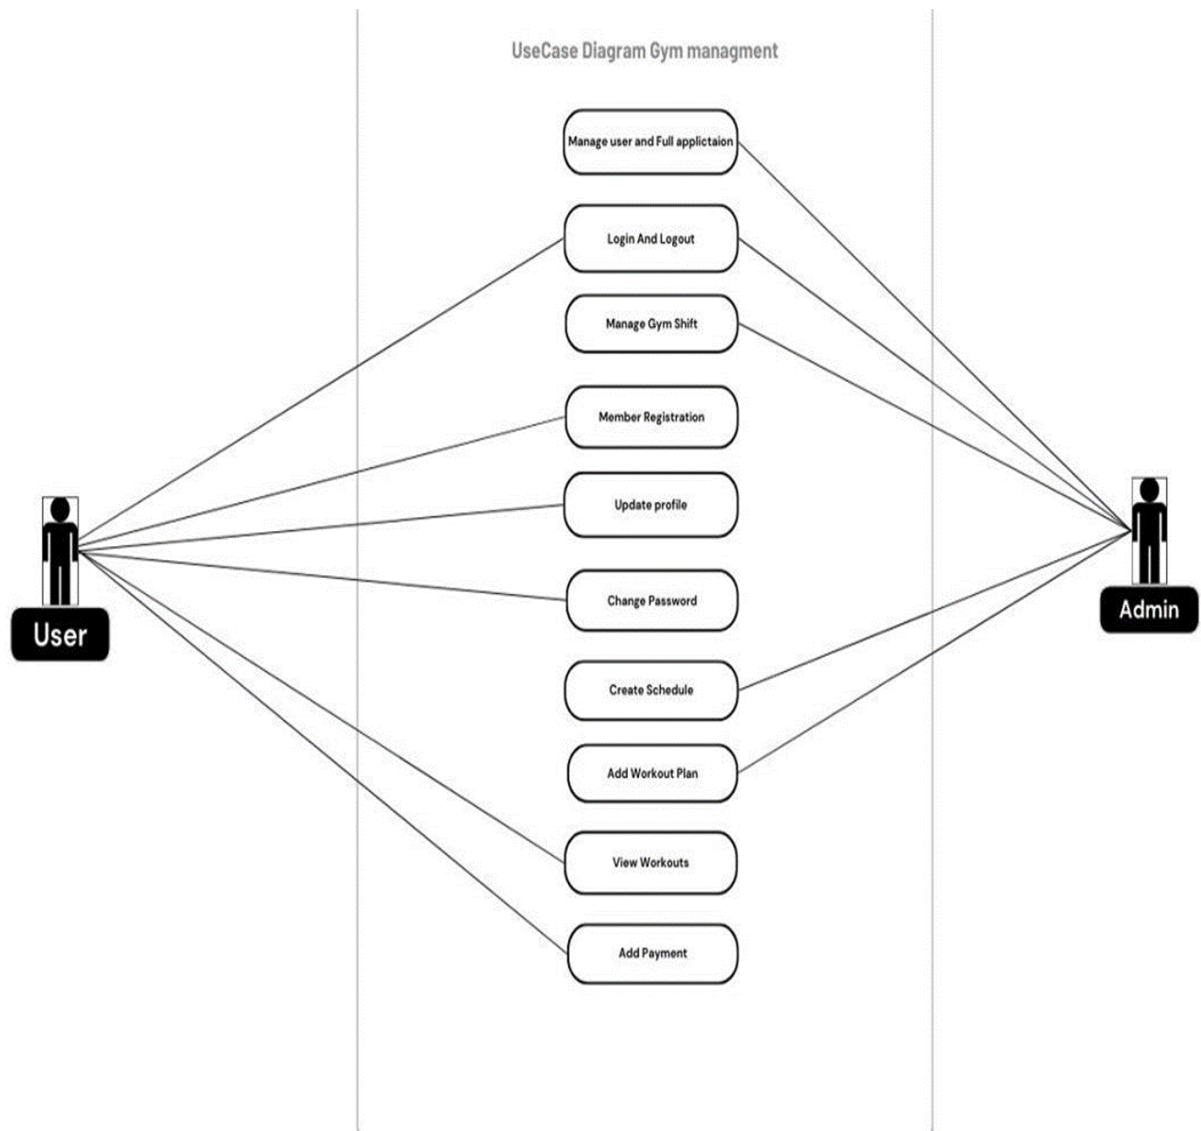 UseCase Diagram Gym managment
Manage user and Full applictaion
Login And Logout
Manage Gym Shift
Member Registration
Update profile
Change Password
Create Schedule
Add Workout Plan
View Workouts
Add Payment
User
Admin